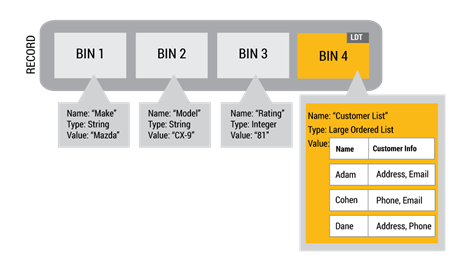 RECORD
BIN 1
BIN 2
BIN 3
BIN 4
LDT
Name: “Make”
Type: String
Value: “Mazda”
Name: “Model”
Type: String
Value: “CX-9”
Name: “Rating”
Type: Integer
Value: “81”
Name: “Customer List”
Type: Large Ordered List
Value:
Name Customer Info
Adam Address, Email
Cohen Phone, Email
Dane Address, Phone